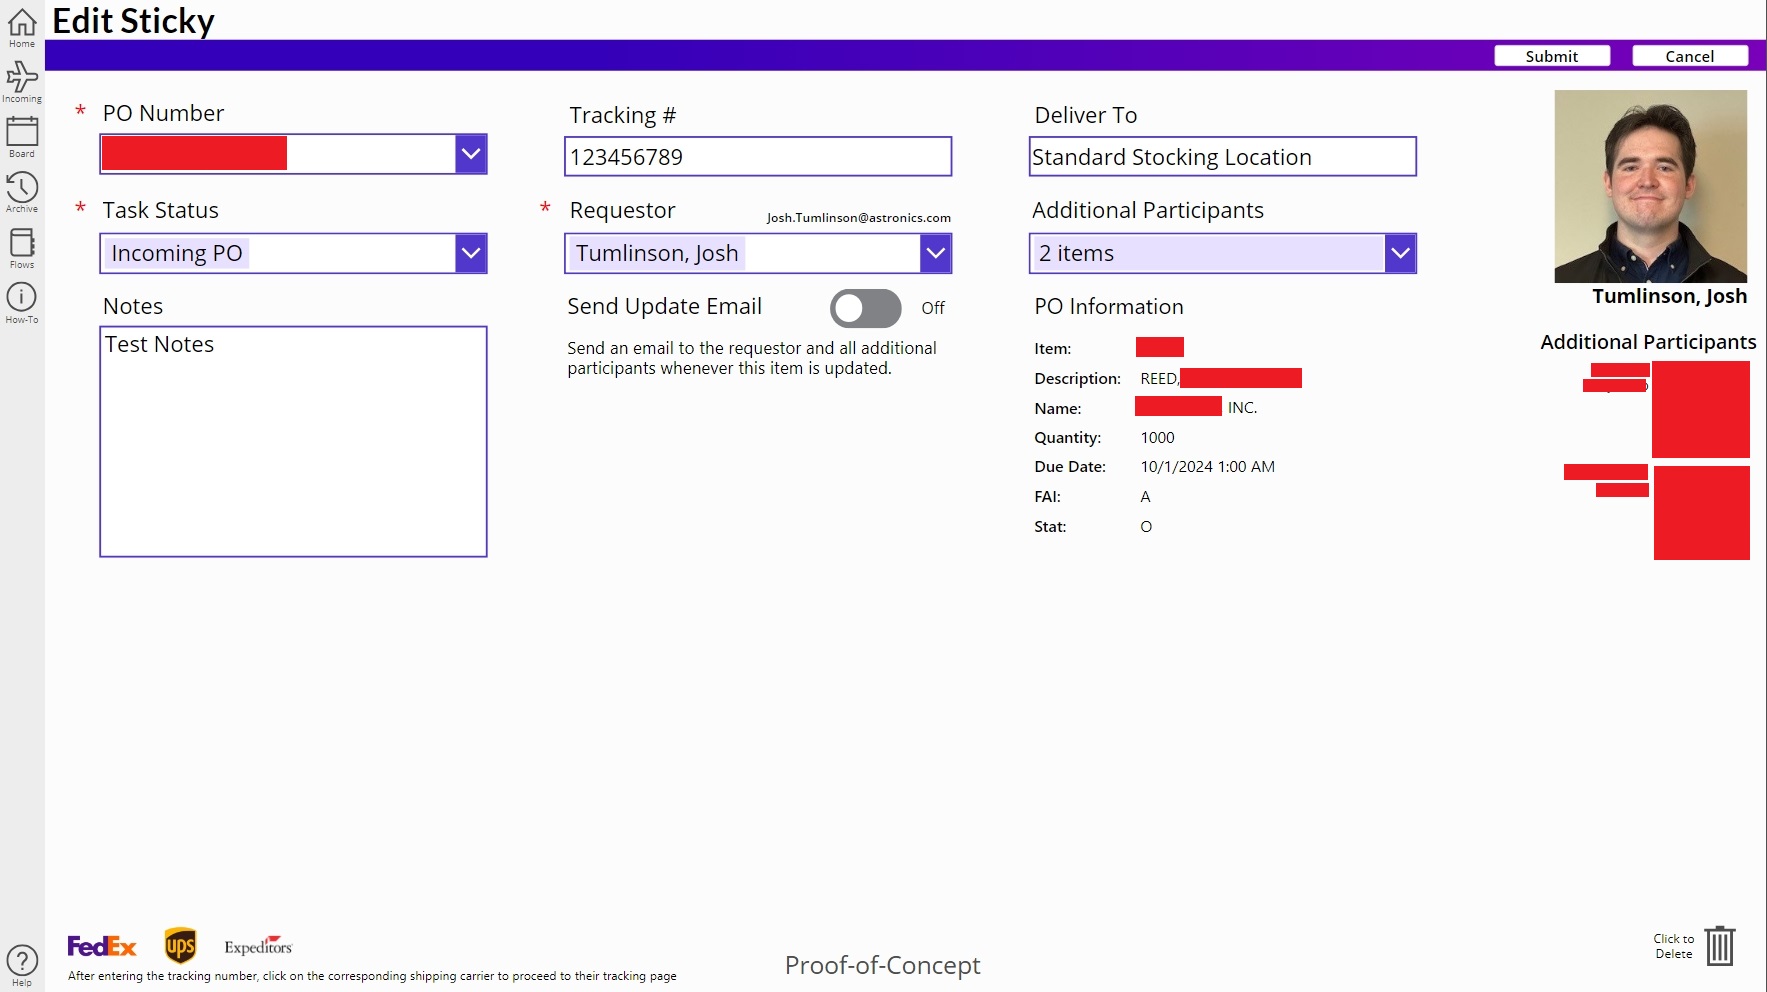 Edit Sticky
Home
Incoming
Board
Archive
Flows
How-To
Help
Submit
Cancel
* PO Number
Tracking #
123456789
Deliver To
Standard Stocking Location
* Task Status
Incoming PO
* Requestor
Josh.Tumlinson@astronics.com
Tumlinson, Josh
Additional Participants
2 items
Notes
Test Notes
Send Update Email
Off
Send an email to the requestor and all additional
participants whenever this item is updated.
PO Information
Item:
Description: REED,
Name: INC.
Quantity: 1000
Due Date: 10/1/2024 1:00 AM
FAI: A
Stat: O
Tumlinson, Josh
Additional Participants
FedEx
ups
Expeditors
After entering the tracking number, click on the corresponding shipping carrier to proceed to their tracking page
Proof-of-Concept
Click to
Delete